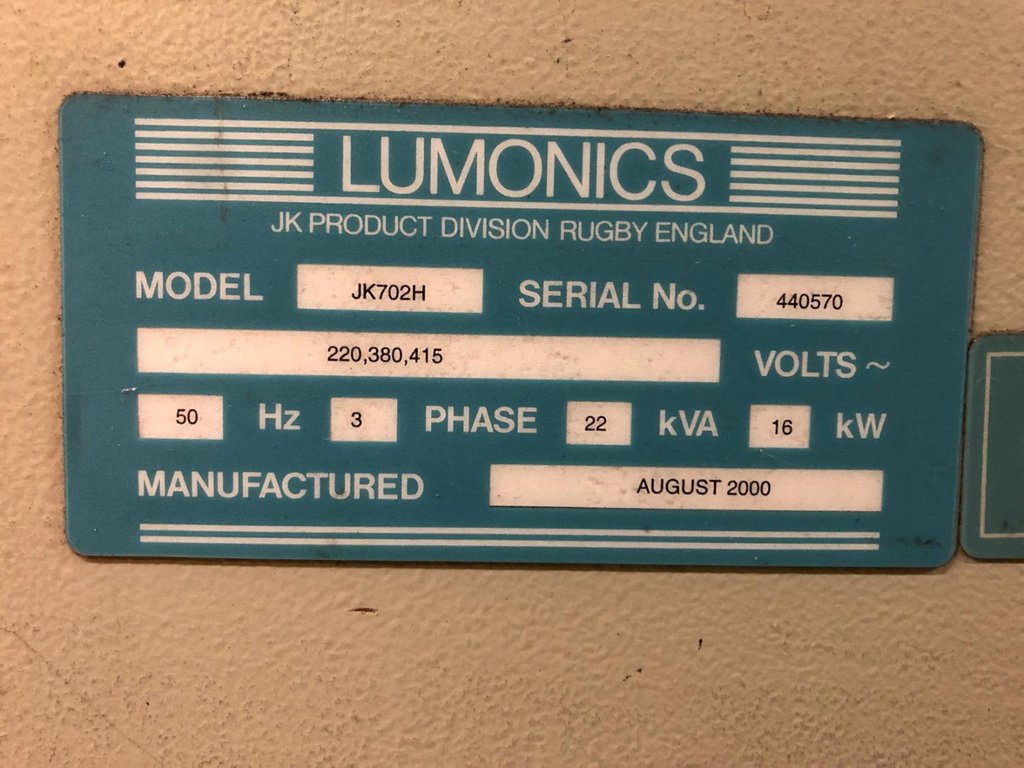 LUMONICS
JK PRODUCT DIVISION RUGBY ENGLAND
MODEL JK702H SERIAL No. 440570
220,380,415 VOLTS ~
50 Hz 3 PHASE 22 kVA 16 kW
MANUFACTURED AUGUST 2000